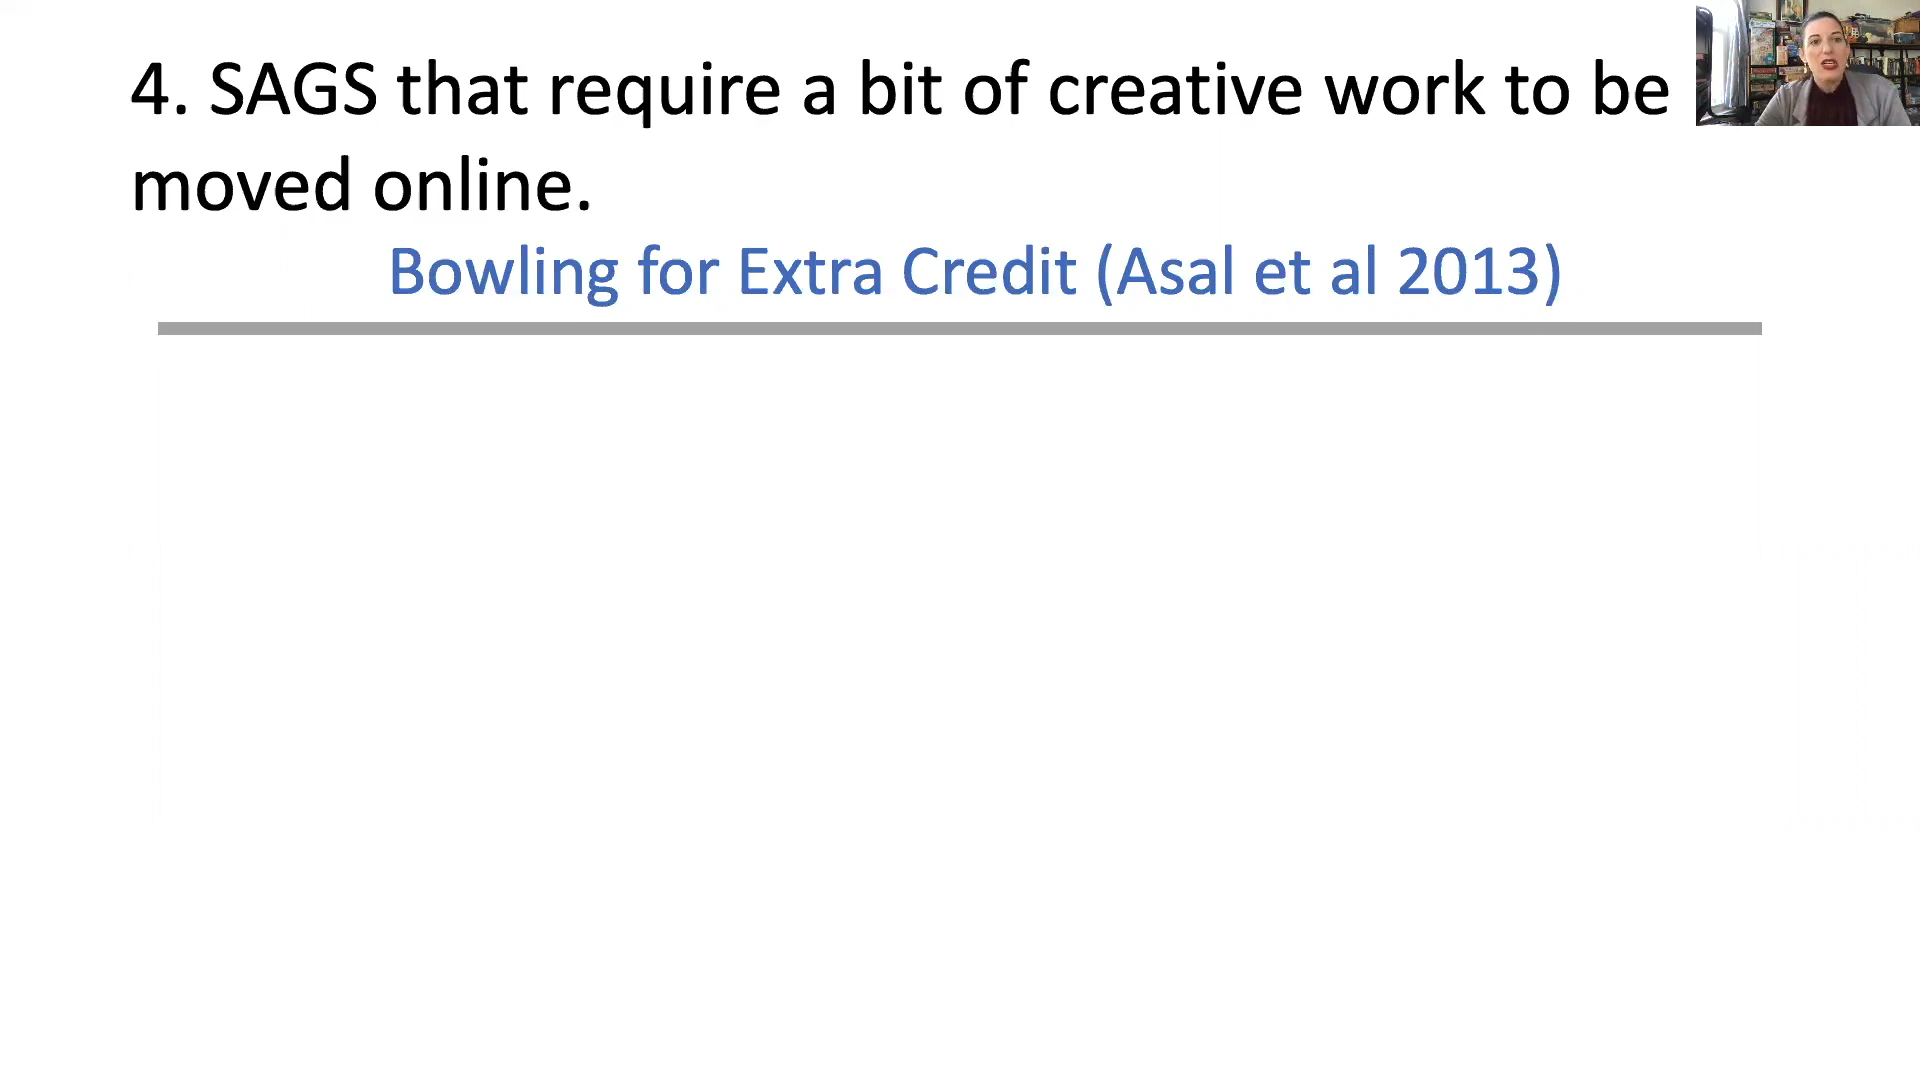 4. SAGS that require a bit of creative work to be
moved online.
Bowling for Extra Credit (Asal et al 2013)